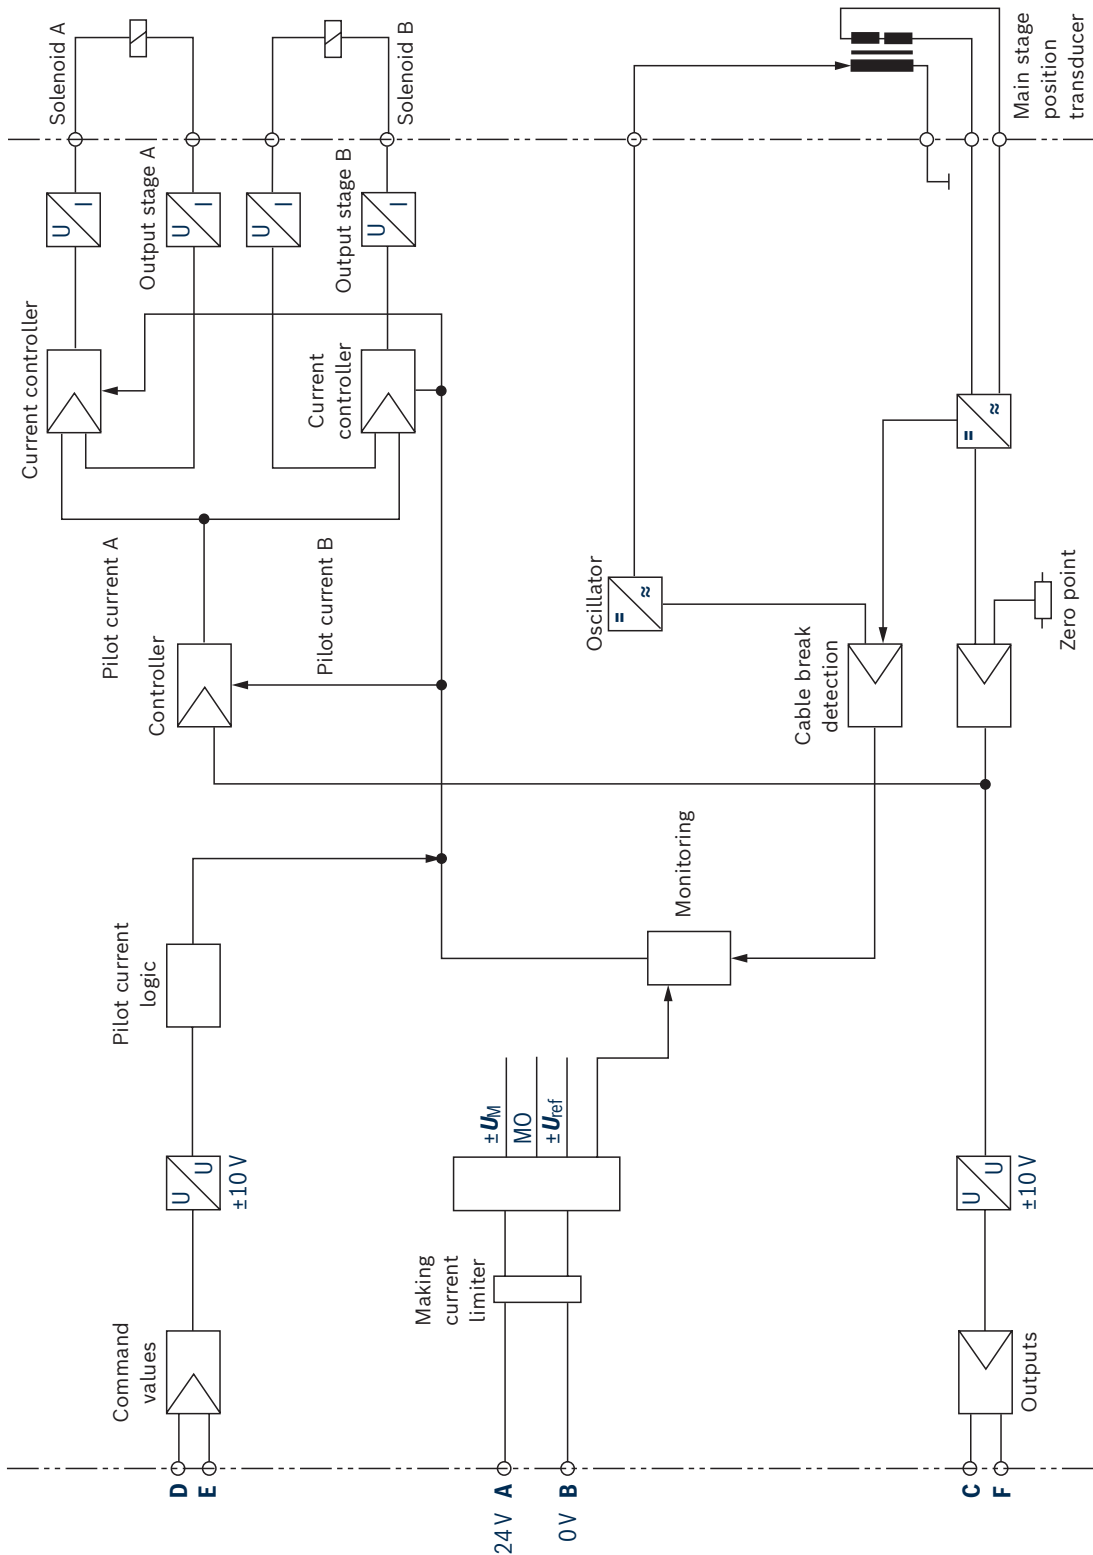 Solenoid A
Solenoid B
Main stage
position
transducer
U
I
U
I
U
I
U
I
Output stage A
Output stage B
Current controller
Current
controller
=
≈
Pilot current A
Pilot current B
Oscillator
=
≈
Controller
Cable break
detection
Zero point
Monitoring
Pilot current
logic
±UM
MO
±Uref
U
U
±10 V
U
U
±10 V
Making
current
limiter
Command
values
Outputs
D
E
24 V A
0 V B
C
F